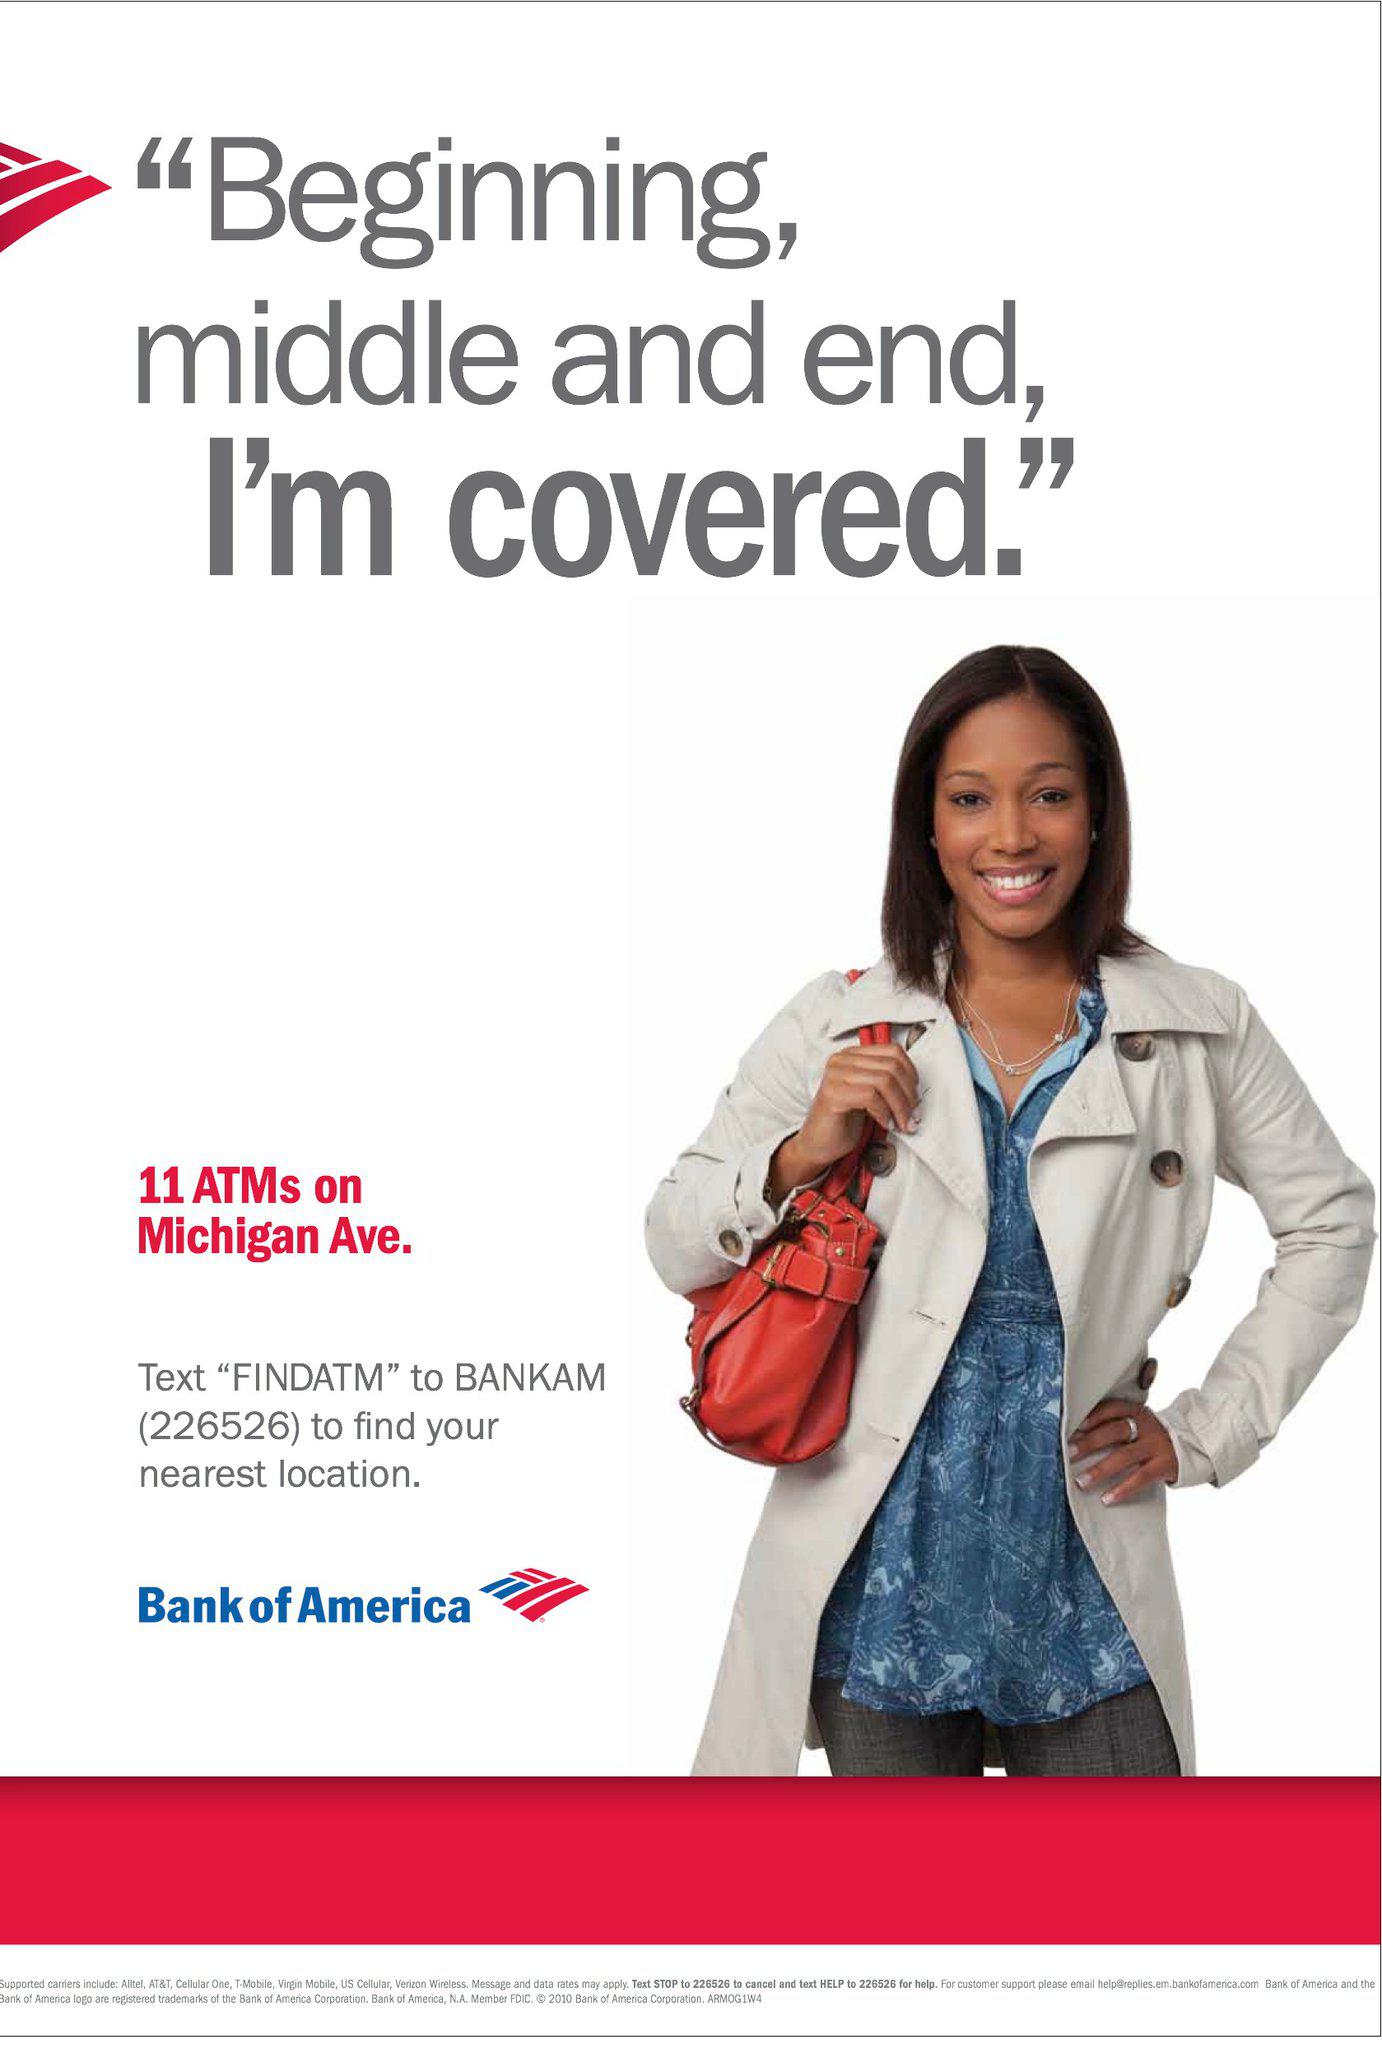 “Beginning,
middle and end,
I’m covered.”
11 ATMs on
Michigan Ave.
Text “FINDATM” to BANKAM
(226526) to find your
nearest location.
Bank of America
Supported carriers include: Alltel, AT&T, Cellular One, T-Mobile, Virgin Mobile, US Cellular, Verizon Wireless. Message and data rates may apply. Text STOP to 226526 to cancel and text HELP to 226526 for help. For customer support please email help@replies.em.bankofamerica.com Bank of America and the
Bank of America logo are registered trademarks of the Bank of America Corporation. Bank of America, N.A. Member FDIC. © 2010 Bank of America Corporation. ARMOG1W4